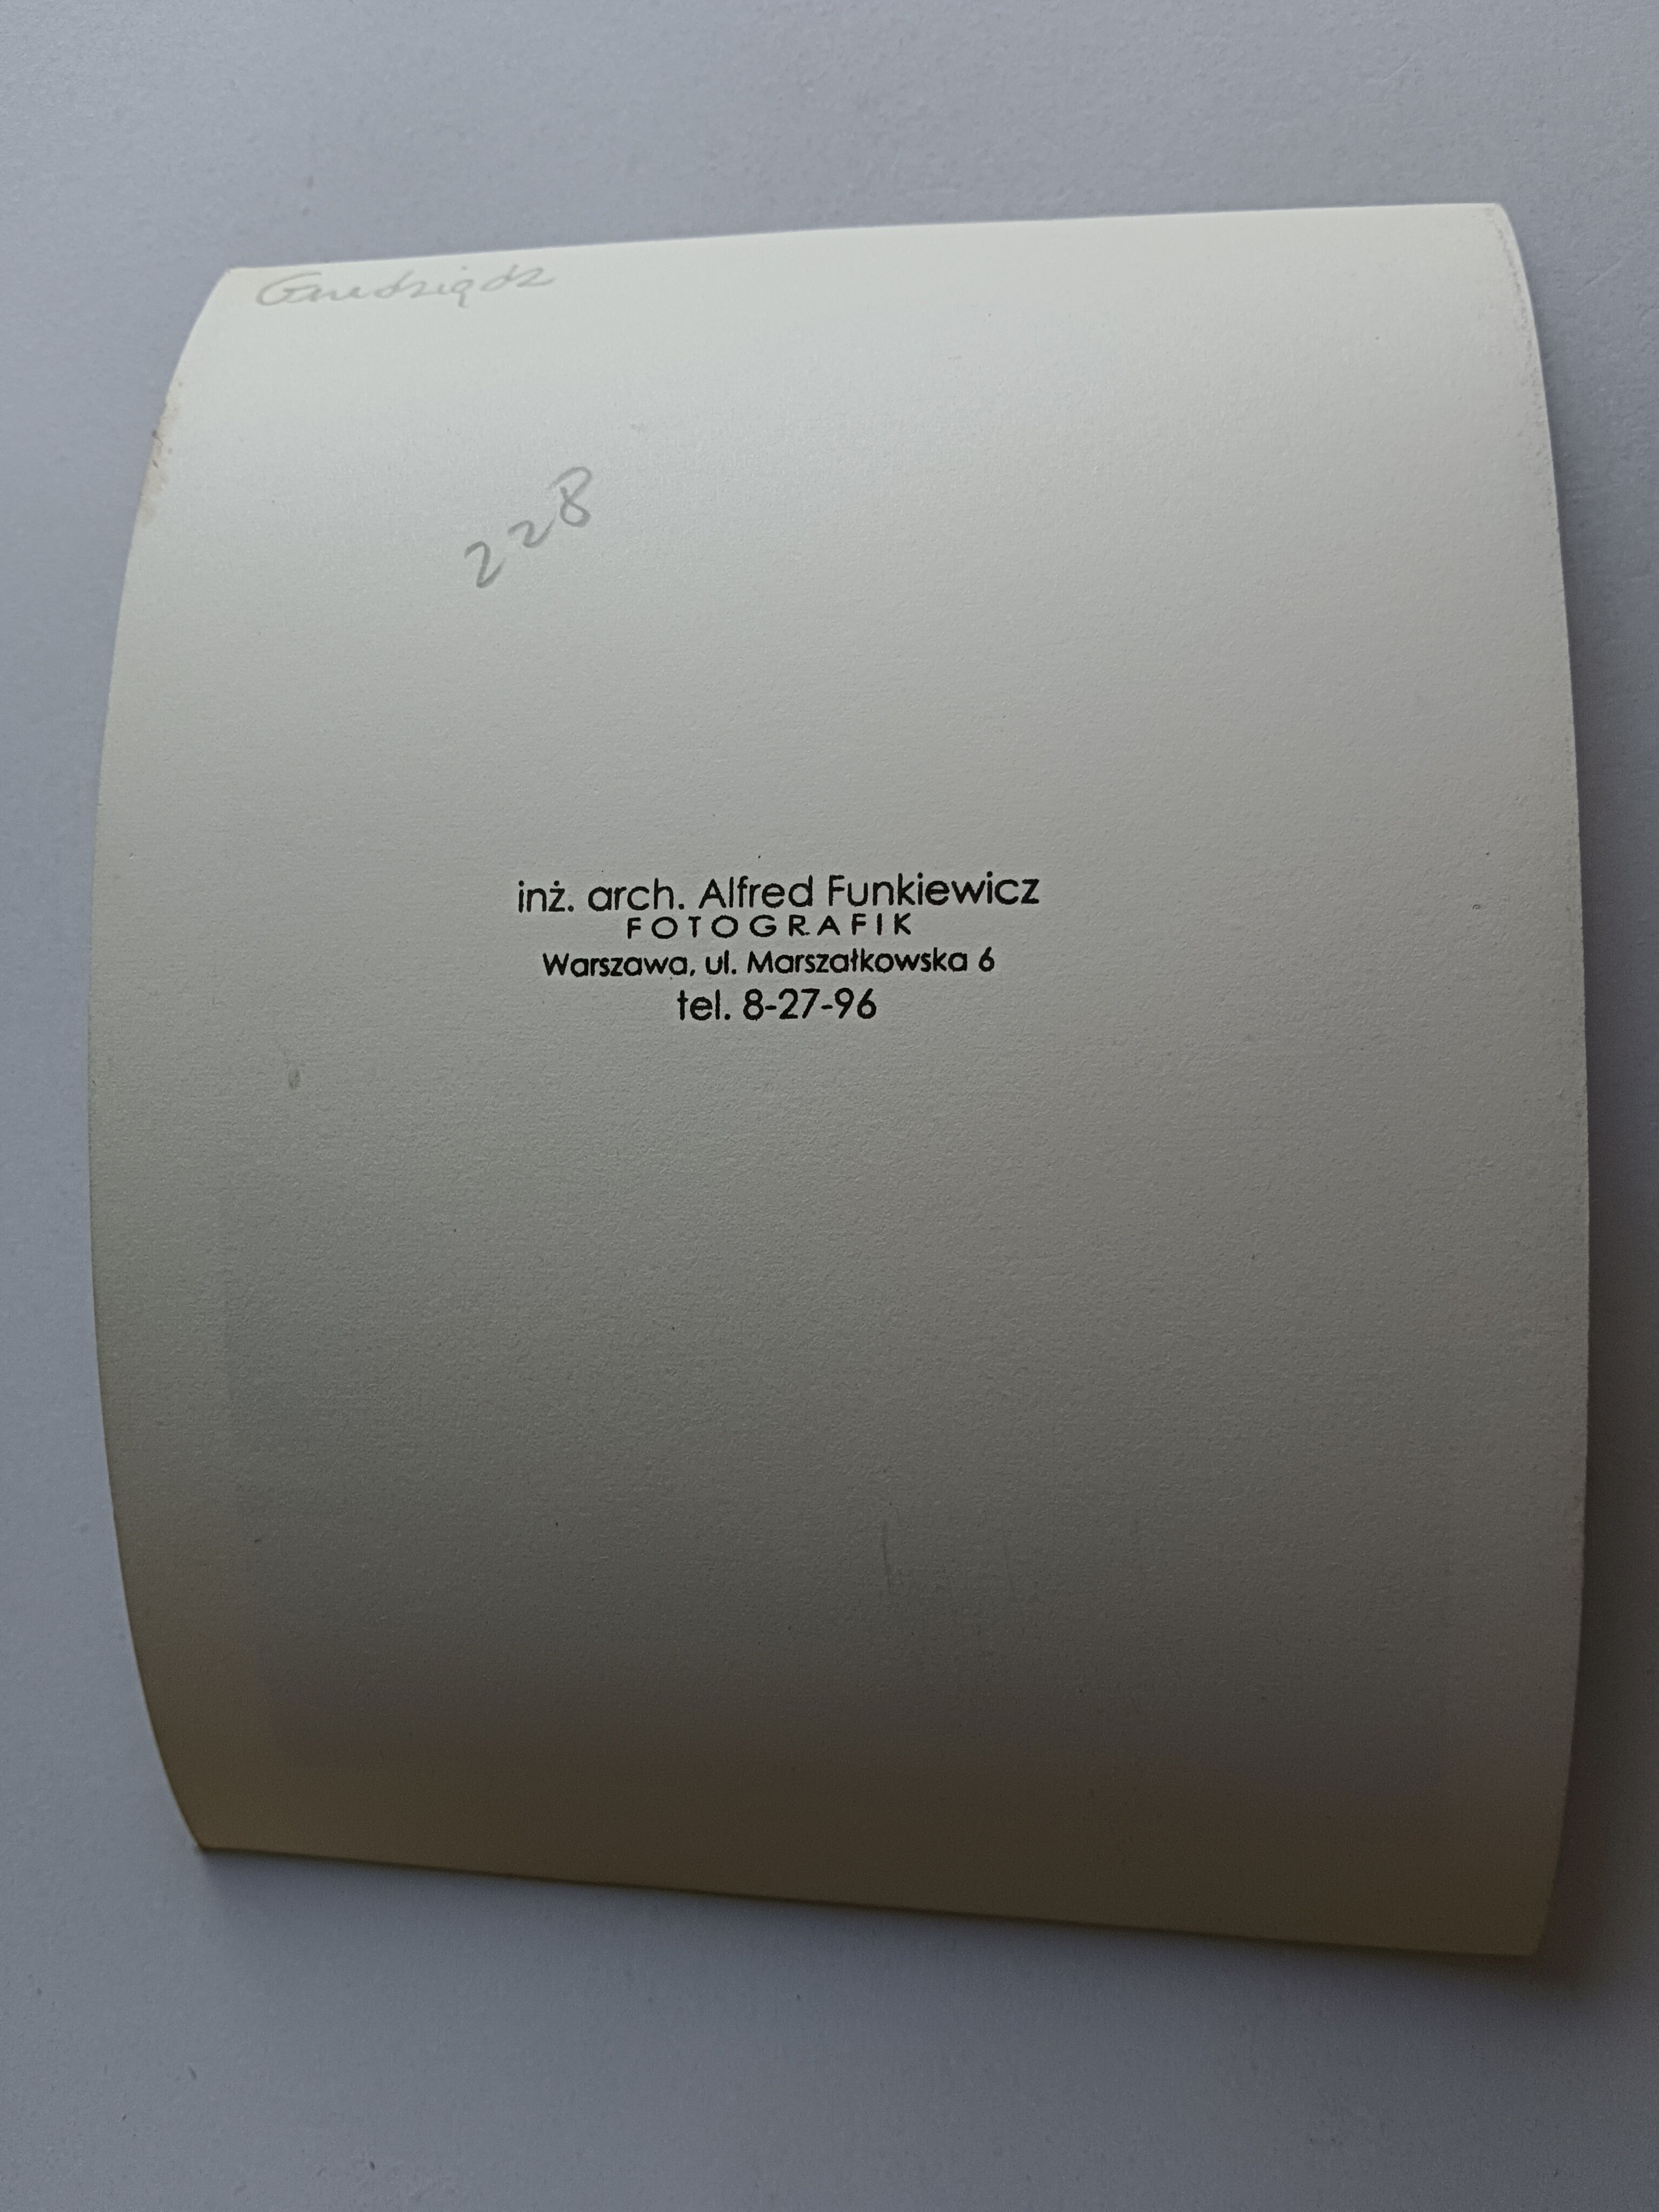 Grudziądz
228
inż. arch. Alfred Funkiewicz
FOTOGRAFIK
Warszawa, ul. Marszałkowska 6
tel. 8-27-96